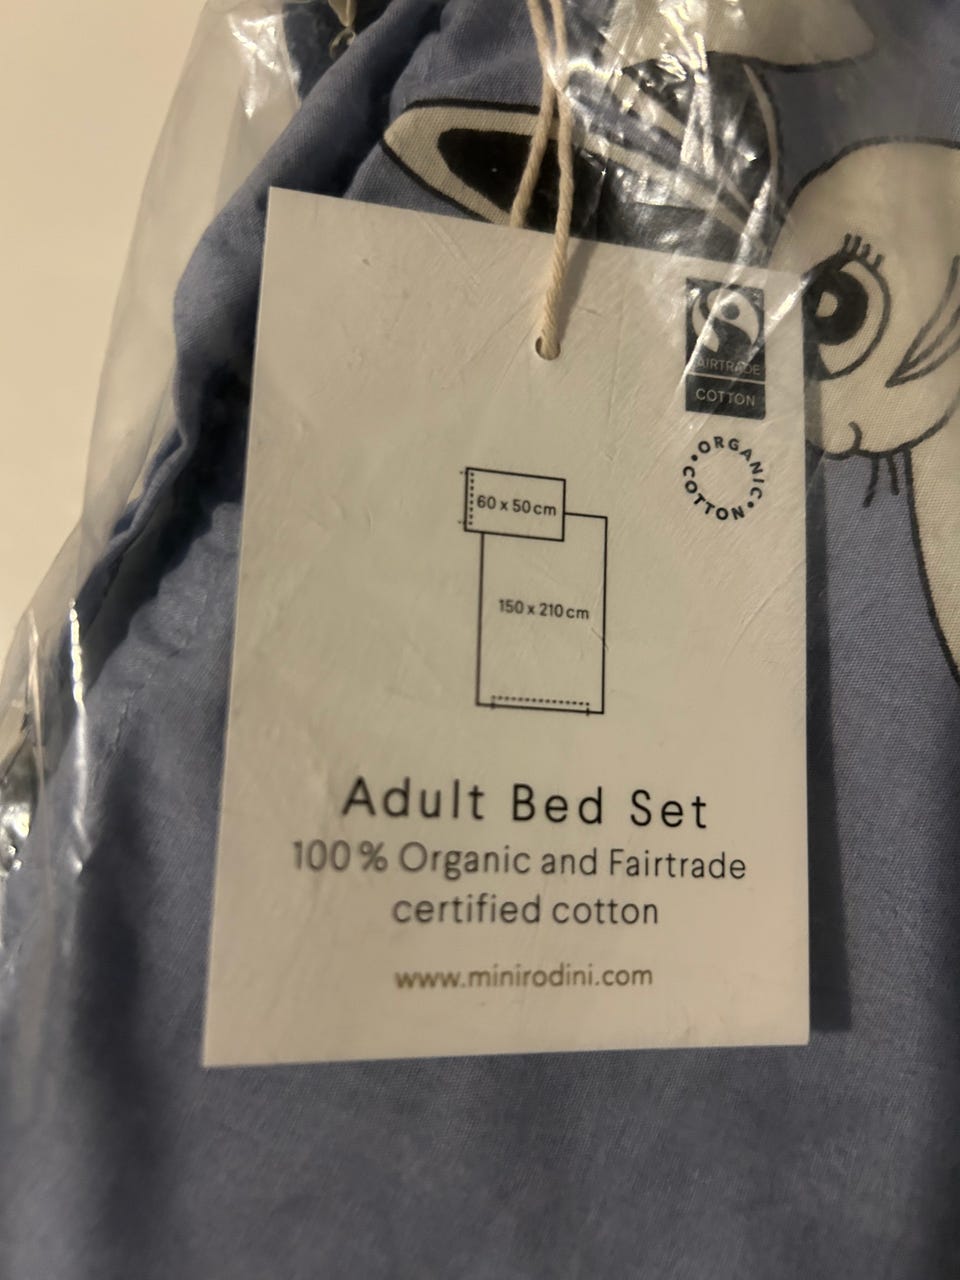 FAIRTRADE
COTTON
ORGANIC
COTTON
60 x 50 cm
150 x 210 cm
Adult Bed Set
100% Organic and Fairtrade
certified cotton
www.minirodini.com